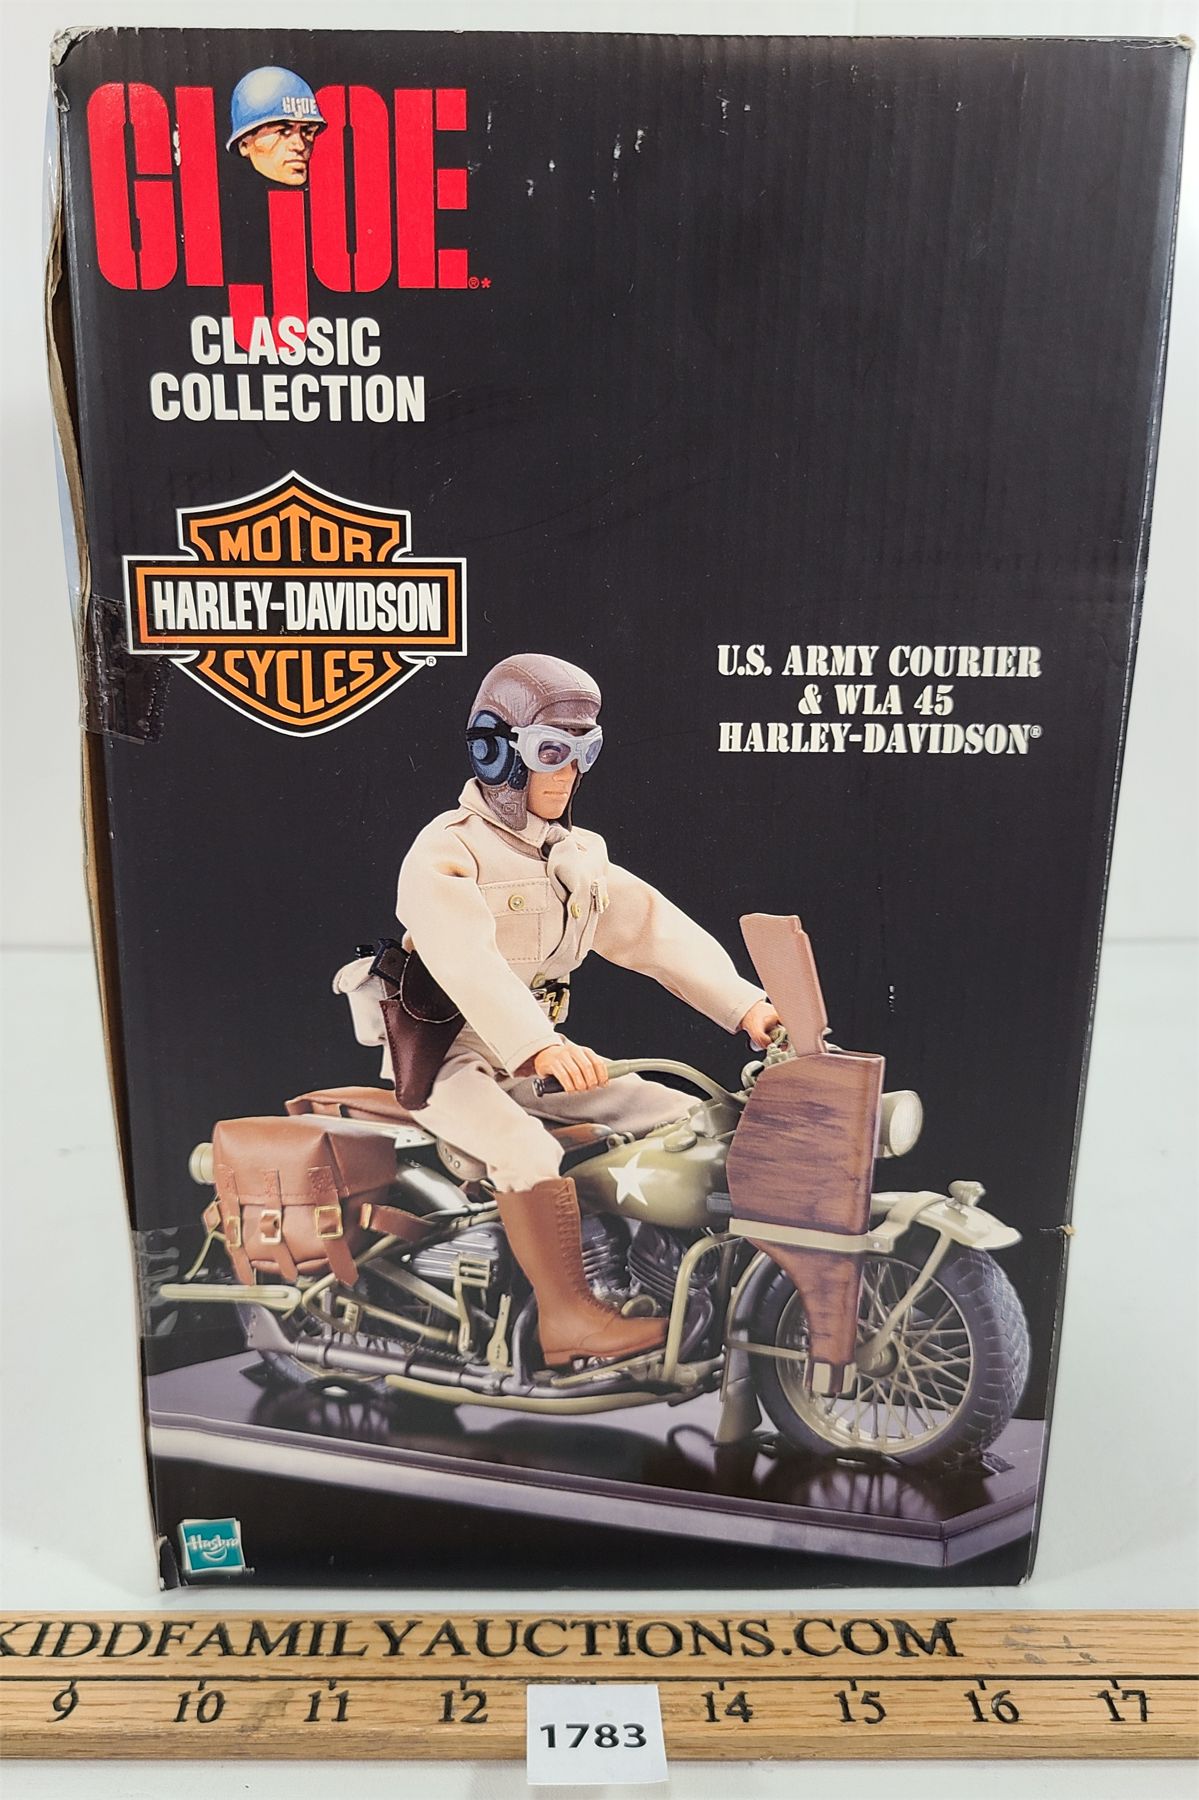 GI JOE®*
GI JOE
CLASSIC
COLLECTION
MOTOR
HARLEY-DAVIDSON
CYCLES®
U.S. ARMY COURIER
& WLA 45
HARLEY-DAVIDSON®
Hasbro™
KIDDFAMILYAUCTIONS.COM
9 10 11 12 14 15 16 17
1783